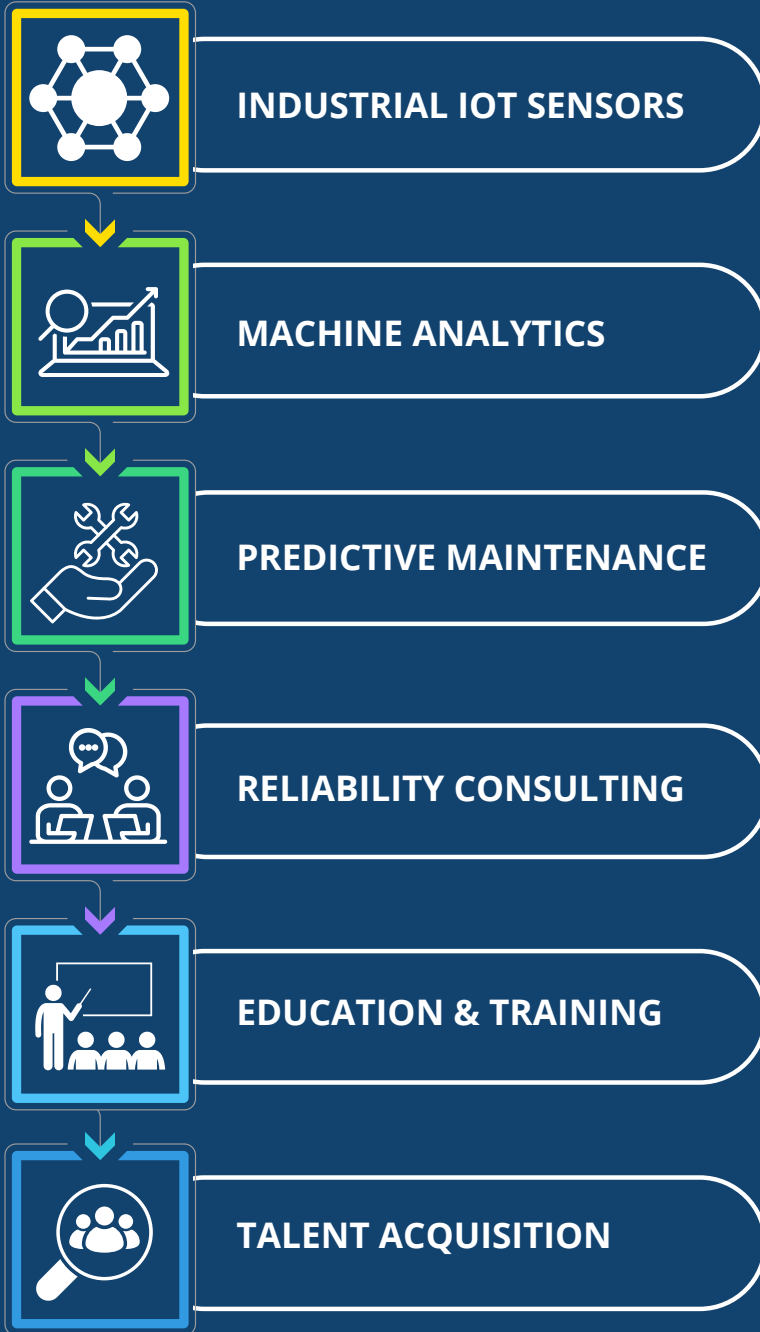 INDUSTRIAL IOT SENSORS
MACHINE ANALYTICS
PREDICTIVE MAINTENANCE
RELIABILITY CONSULTING
EDUCATION & TRAINING
TALENT ACQUISITION